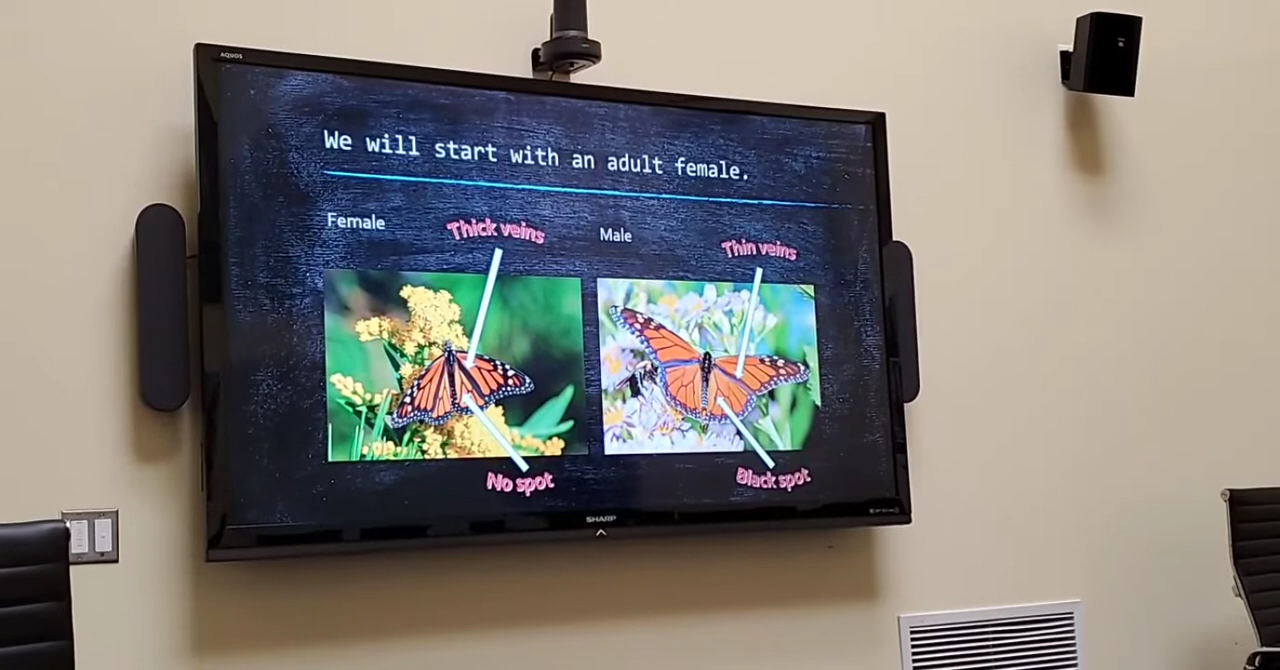 AQUOS
We will start with an adult female.
Female
Thick veins
Male
Thin veins
No spot
Black spot
SHARP